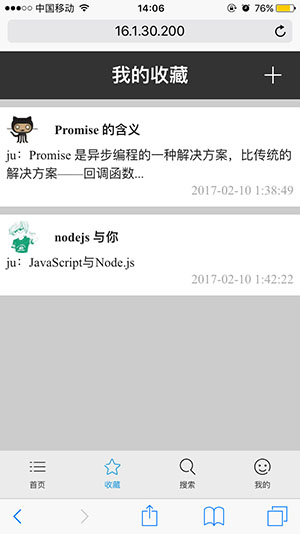 中国移动 14:06 76%
16.1.30.200
我的收藏
Promise 的含义
ju：Promise 是异步编程的一种解决方案，比传统的
解决方案——回调函数...
2017-02-10 1:38:49
nodejs 与你
ju：JavaScript与Node.js
2017-02-10 1:42:22
首页 收藏 搜索 我的